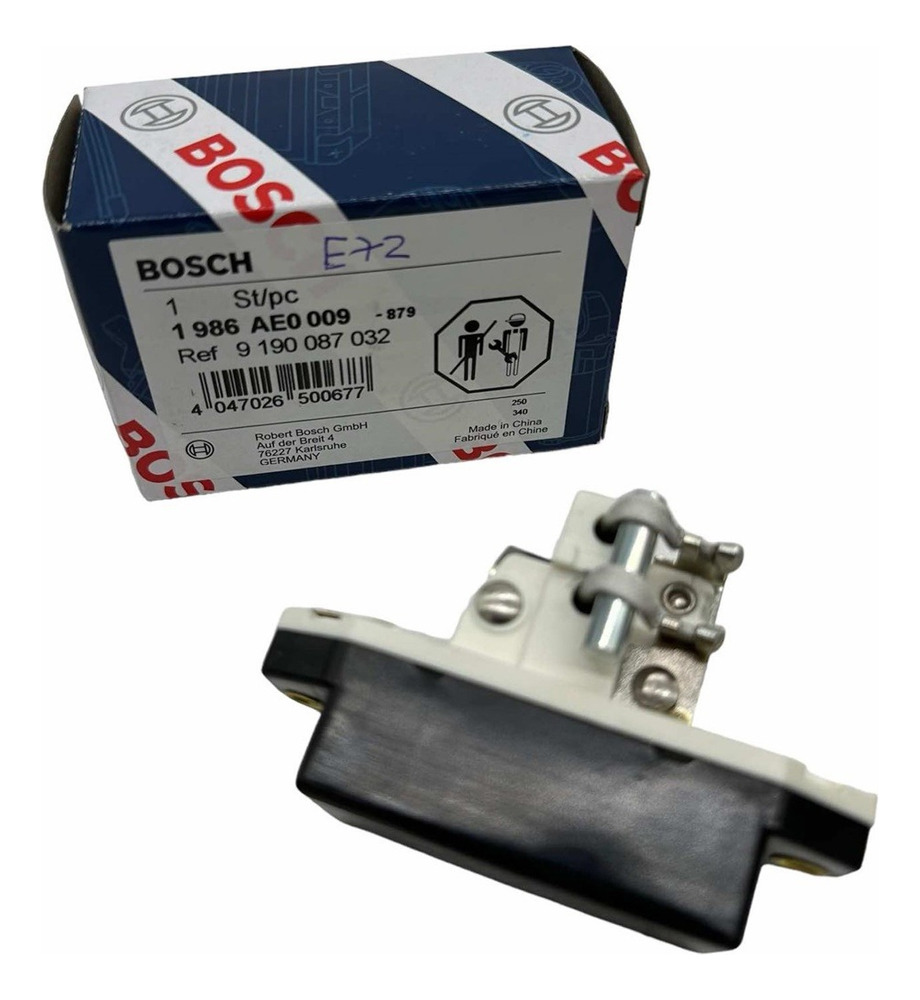 BOSCH
BOSCH
BOSCH E72
1 St/pc
1 986 AE0 009 -879
Ref 9 190 087 032
4 047026 500677
250
340
Robert Bosch GmbH
Auf der Breit 4
76227 Karlsruhe
GERMANY
Made in China
Fabriqué en Chine
BOSCH